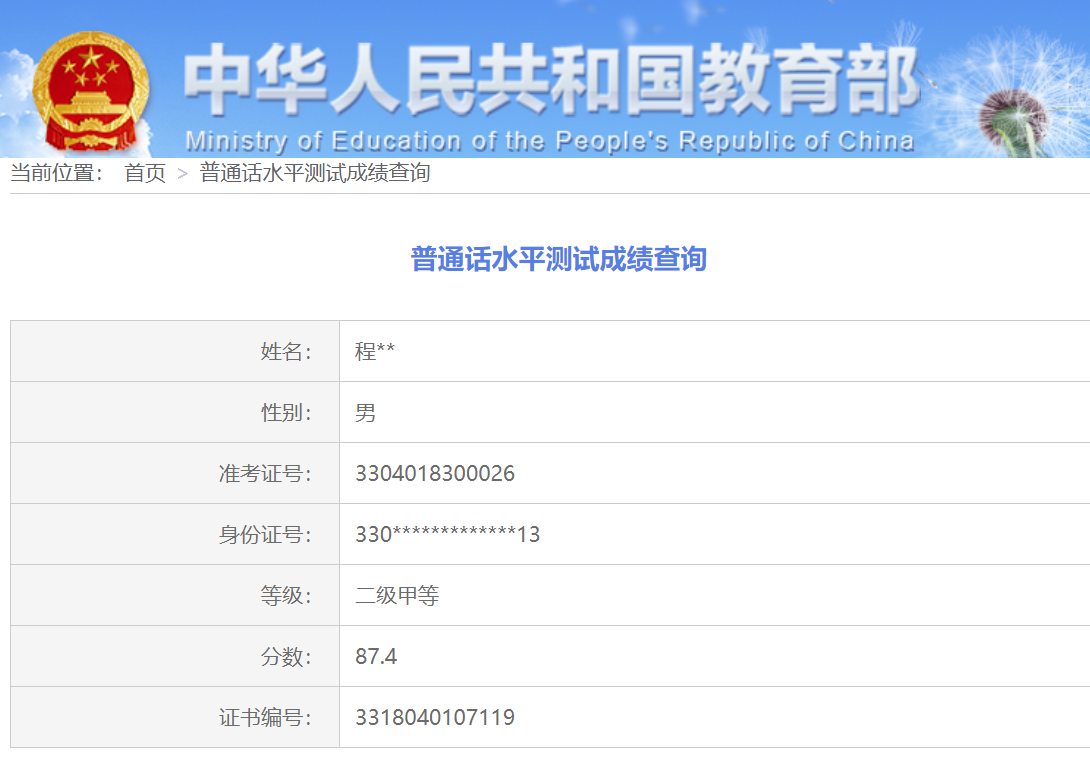 中华人民共和国教育部
Ministry of Education of the People's Republic of China
当前位置： 首页 > 普通话水平测试成绩查询
普通话水平测试成绩查询
姓名： 程**
性别： 男
准考证号： 3304018300026
身份证号： 330*************13
等级： 二级甲等
分数： 87.4
证书编号： 3318040107119